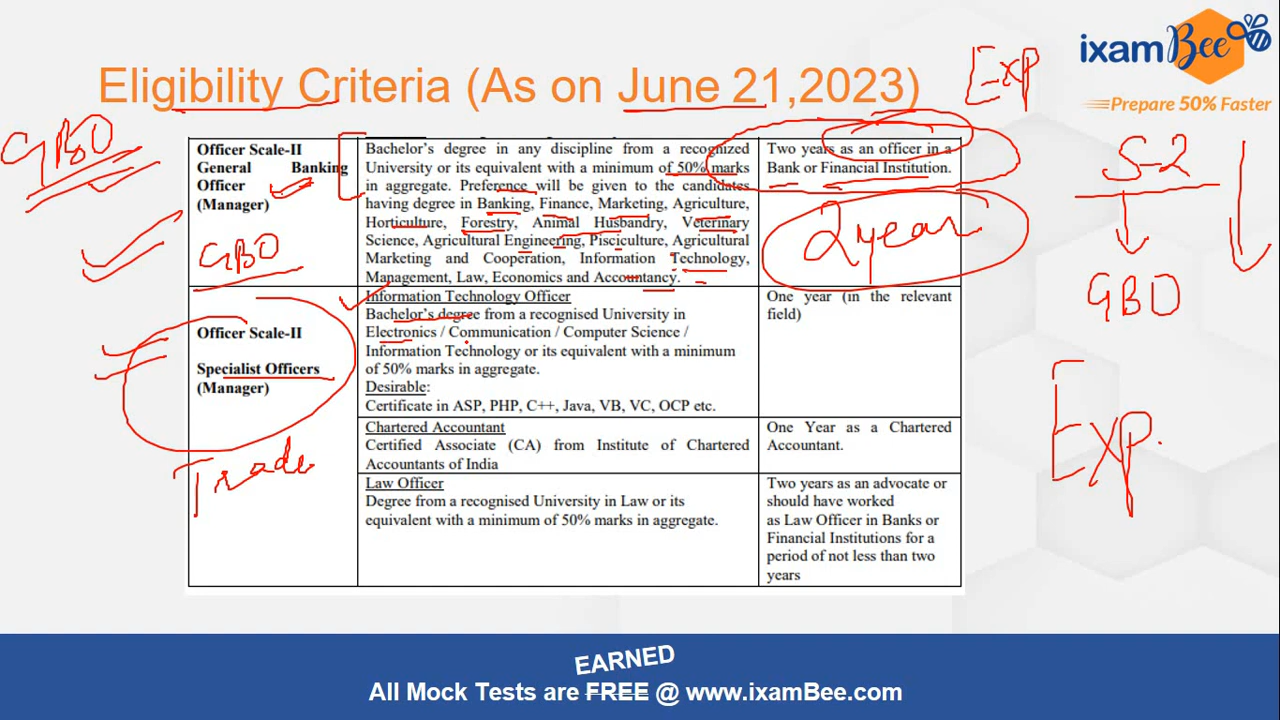 ixamBee
Prepare 50% Faster
Eligibility Criteria (As on June 21,2023)
Exp
GBO
Officer Scale-II
General Banking
Officer
(Manager)
GBO
Bachelor's degree in any discipline from a recognized
University or its equivalent with a minimum of 50% marks
in aggregate. Preference will be given to the candidates
having degree in Banking, Finance, Marketing, Agriculture,
Horticulture, Forestry, Animal Husbandry, Veterinary
Science, Agricultural Engineering, Pisciculture, Agricultural
Marketing and Cooperation, Information Technology,
Management, Law, Economics and Accountancy.
Two years as an officer in a
Bank or Financial Institution.
2year
S-2
GBO
Exp.
Officer Scale-II
Specialist Officers
(Manager)
Trade
Information Technology Officer
Bachelor's degree from a recognised University in
Electronics / Communication / Computer Science /
Information Technology or its equivalent with a minimum
of 50% marks in aggregate.
Desirable:
Certificate in ASP, PHP, C++, Java, VB, VC, OCP etc.
One year (in the relevant
field)
Chartered Accountant
Certified Associate (CA) from Institute of Chartered
Accountants of India
One Year as a Chartered
Accountant.
Law Officer
Degree from a recognised University in Law or its
equivalent with a minimum of 50% marks in aggregate.
Two years as an advocate or
should have worked
as Law Officer in Banks or
Financial Institutions for a
period of not less than two
years
EARNED
All Mock Tests are FREE @ www.ixamBee.com